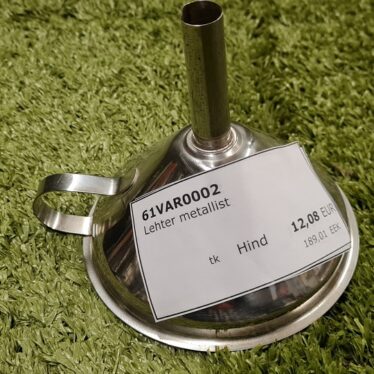 61VAR0002
Lehter metallist
tk Hind 12,08 EUR
189,01 EEK